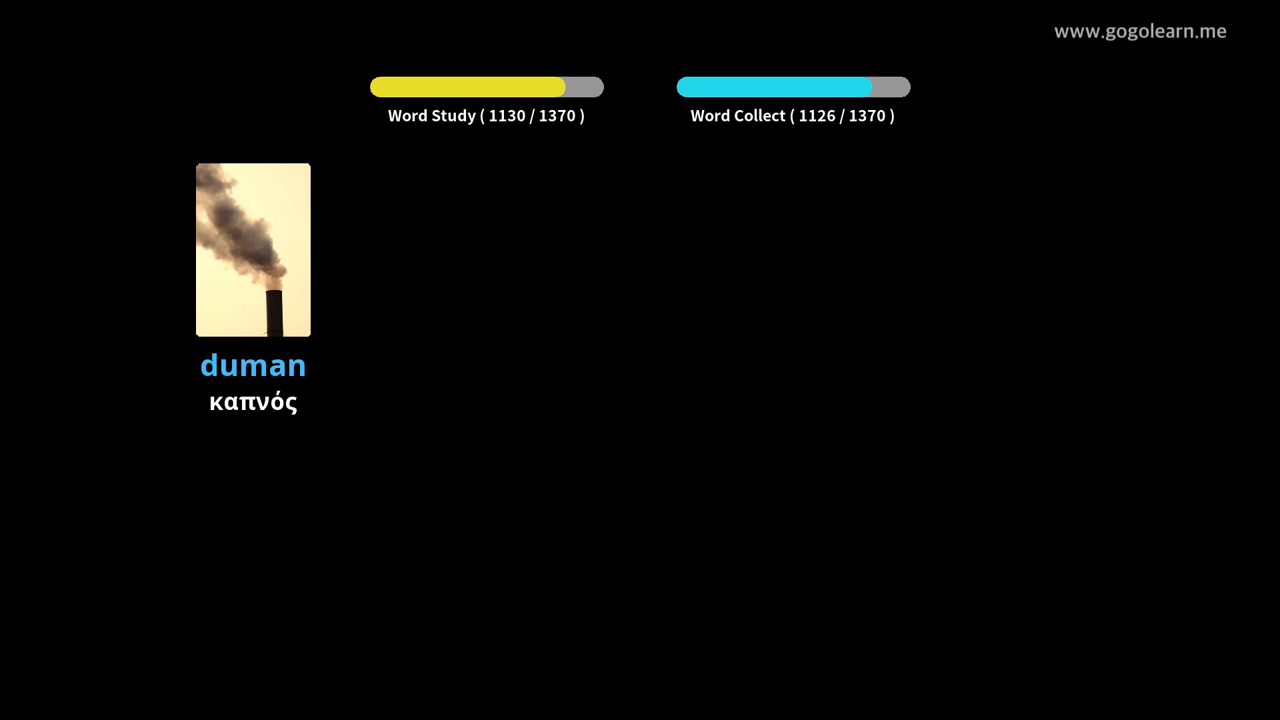 www.gogolearn.me
Word Study ( 1130 / 1370 )
Word Collect ( 1126 / 1370 )
duman
καπνός